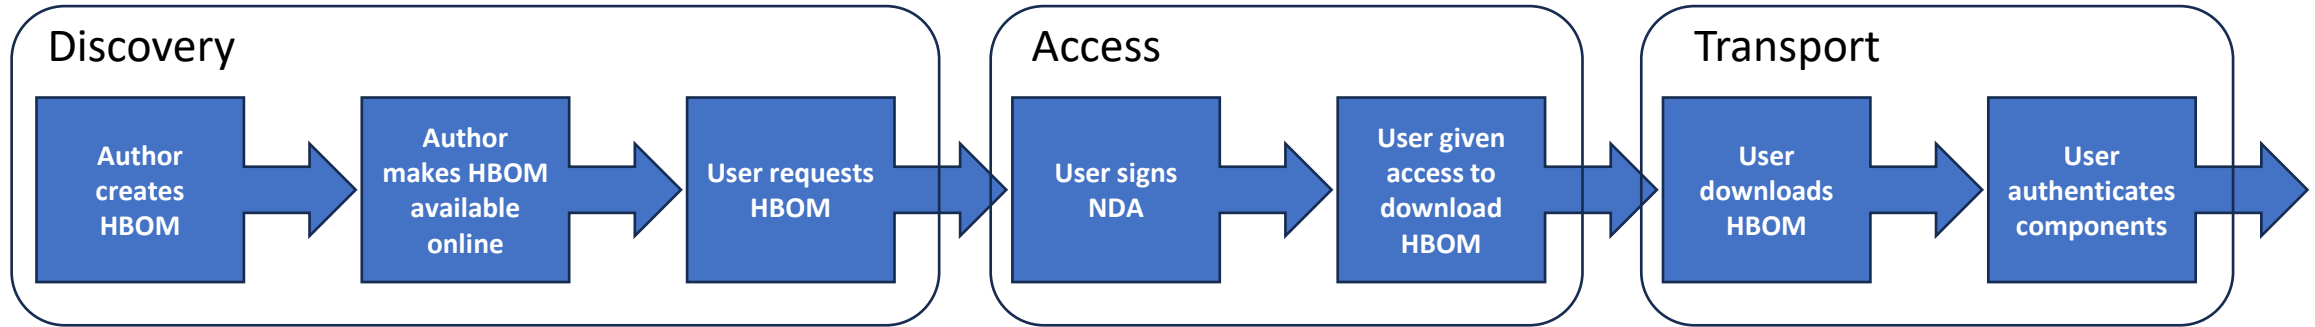 Discovery
Author
creates
HBOM
Author
makes HBOM
available
online
User requests
HBOM
Access
User signs
NDA
User given
access to
download
HBOM
Transport
User
downloads
HBOM
User
authenticates
components